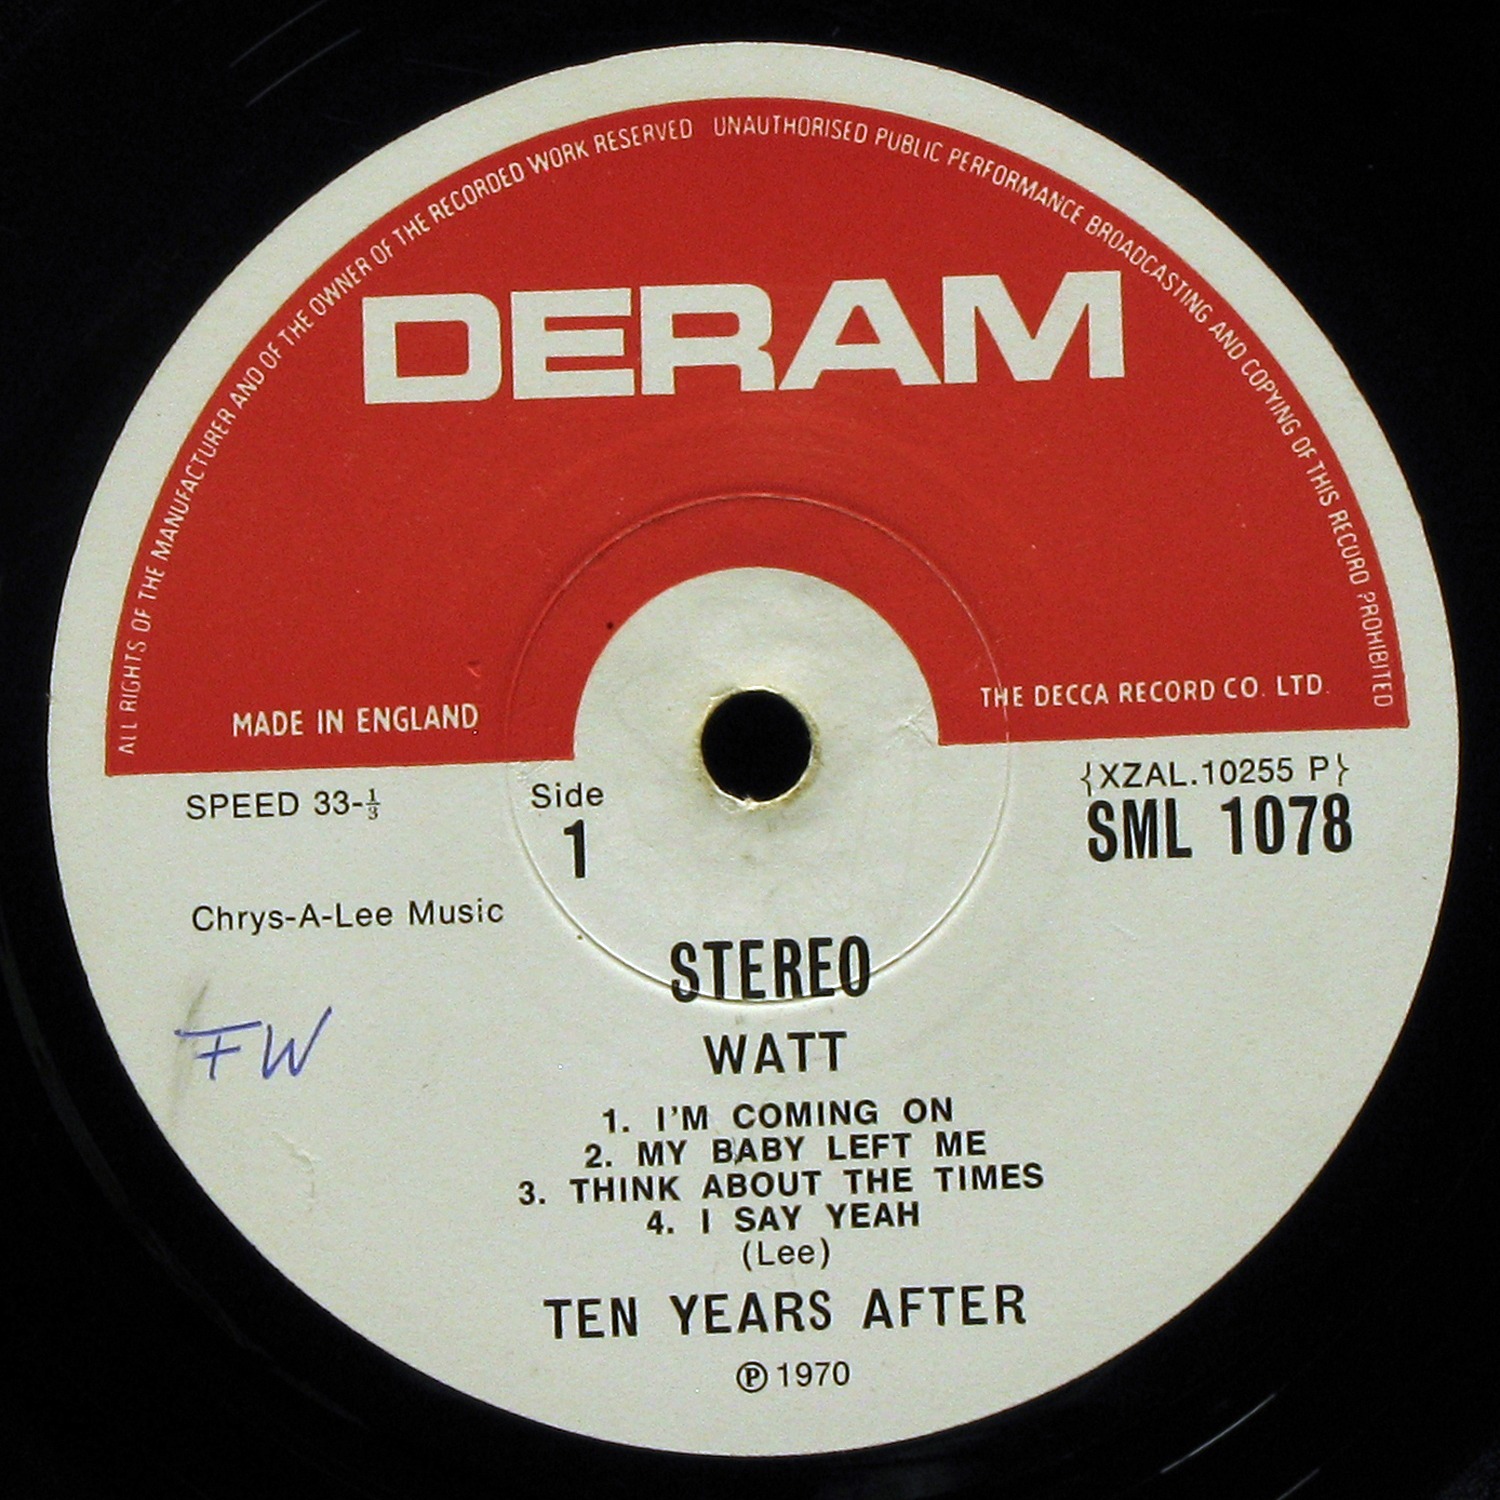 ALL RIGHTS OF THE MANUFACTURER AND OF THE OWNER OF THE RECORDED WORK RESERVED UNAUTHORISED PUBLIC PERFORMANCE BROADCASTING AND COPYING OF THIS RECORD PROHIBITED
DERAM
MADE IN ENGLAND
THE DECCA RECORD CO. LTD.
SPEED 33-1/3
Side
1
{XZAL.10255 P}
SML 1078
Chrys-A-Lee Music
STEREO
FW
WATT
1. I'M COMING ON
2. MY BABY LEFT ME
3. THINK ABOUT THE TIMES
4. I SAY YEAH
(Lee)
TEN YEARS AFTER
℗ 1970